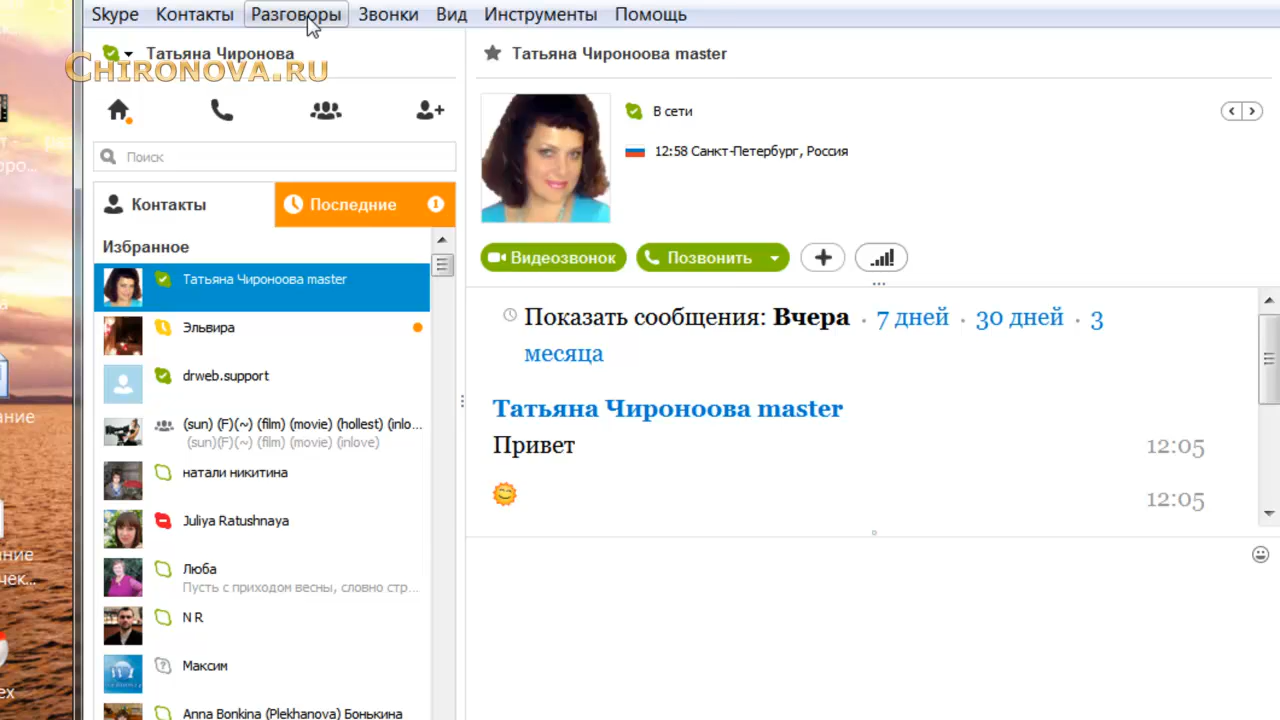 Skype Контакты Разговоры Звонки Вид Инструменты Помощь
Татьяна Чиронова
CHIRONOVA.RU
Поиск
Контакты
Последние 1
Избранное
Татьяна Чироноова master
Эльвира
drweb.support
(sun) (F)(~) (film) (movie) (hollest) (inlo...
(sun)(F)(~) (film) (movie) (inlove)
натали никитина
Juliya Ratushnaya
Люба
Пусть с приходом весны, словно стр...
N R
Максим
Anna Bonkina (Plekhanova) Бонькина
Татьяна Чироноова master
В сети
12:58 Санкт-Петербург, Россия
Видеозвонок
Позвонить
Показать сообщения: Вчера · 7 дней · 30 дней · 3
месяца
Татьяна Чироноова master
Привет 12:05
12:05